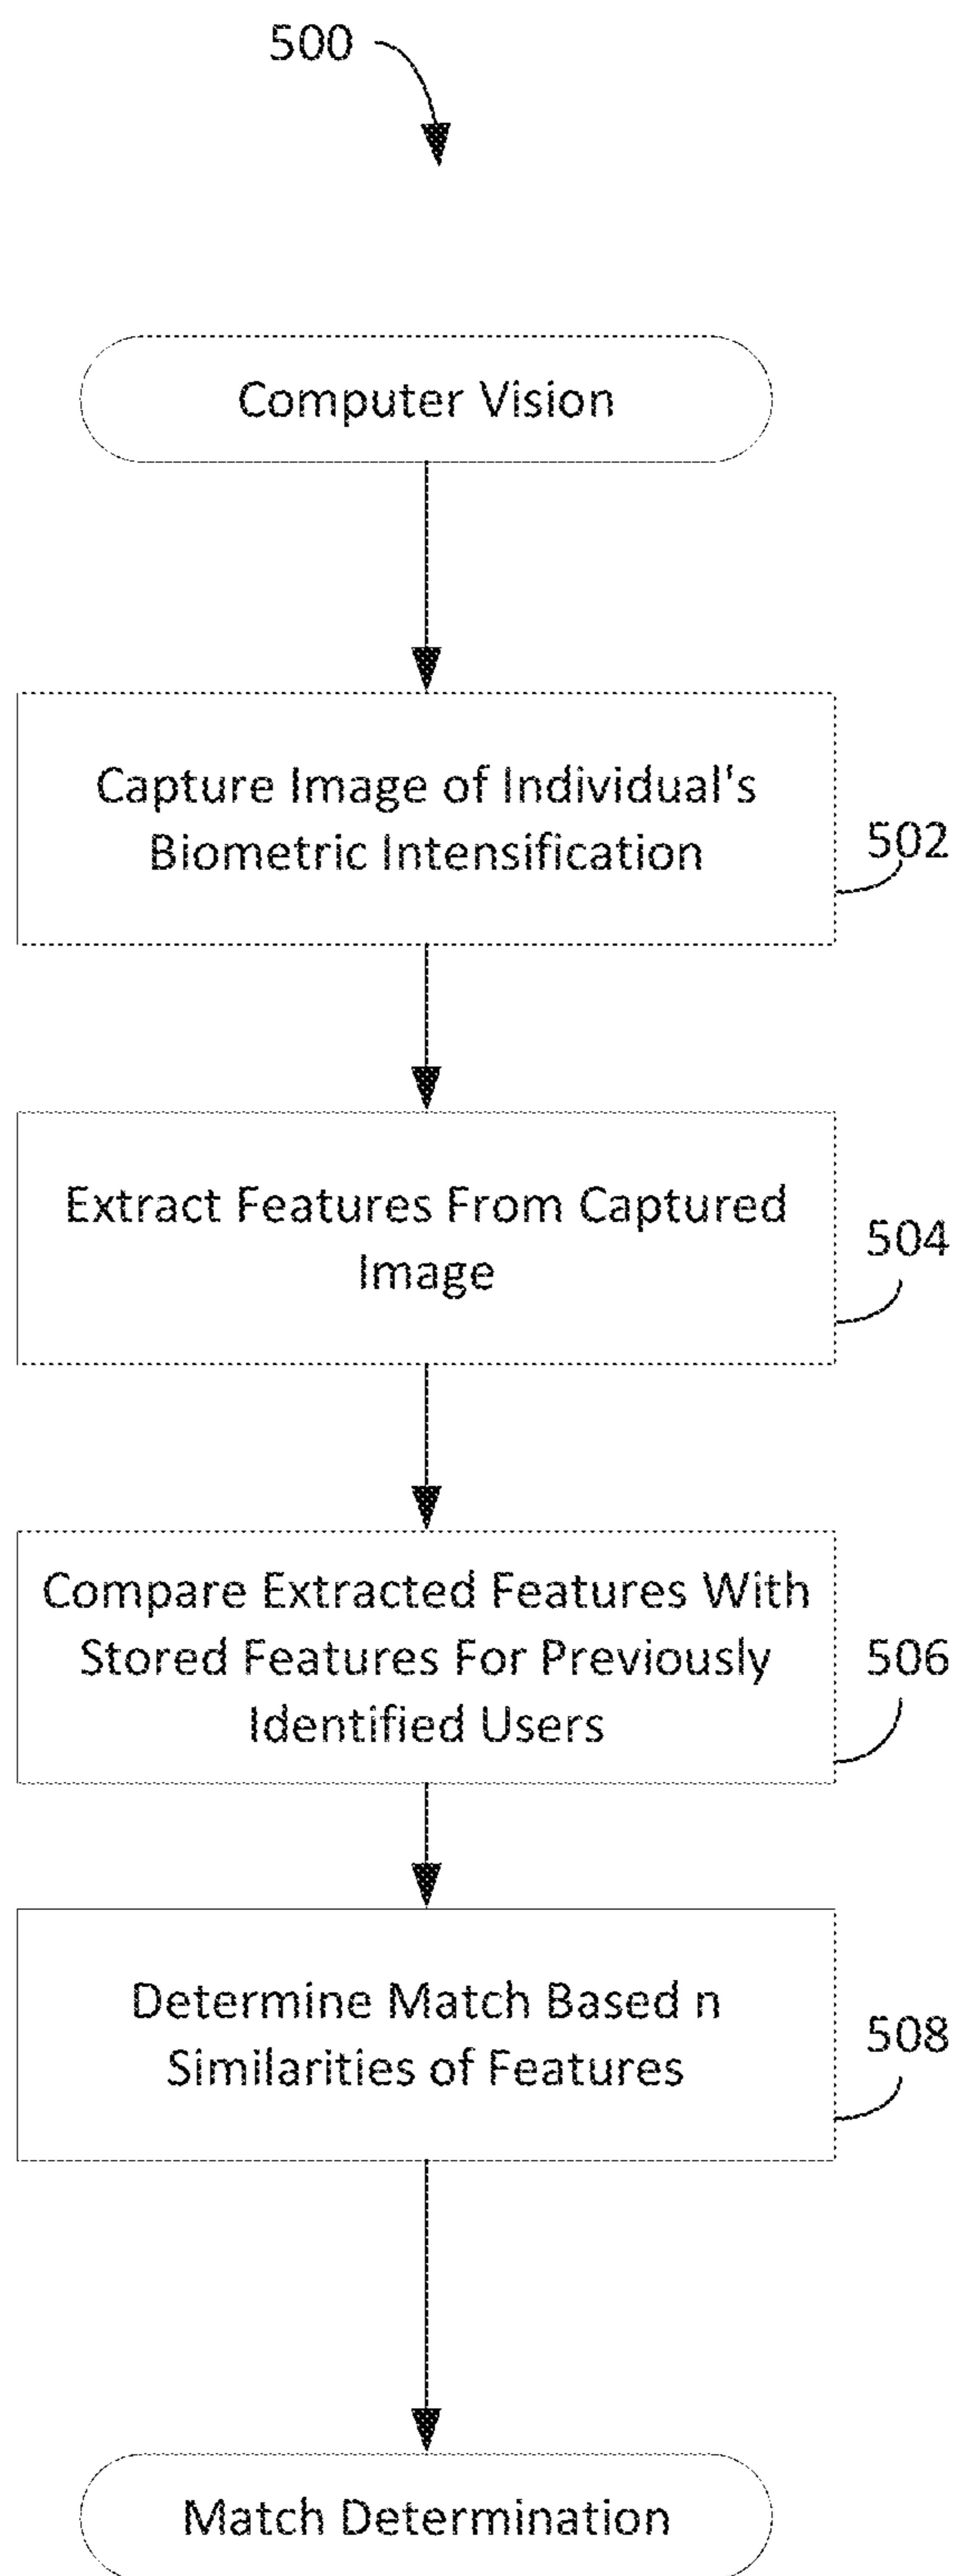 500
Computer Vision
Capture Image of Individual's
Biometric Intensification
502
Extract Features From Captured
Image
504
Compare Extracted Features With
Stored Features For Previously
Identified Users
506
Determine Match Based n
Similarities of Features
508
Match Determination